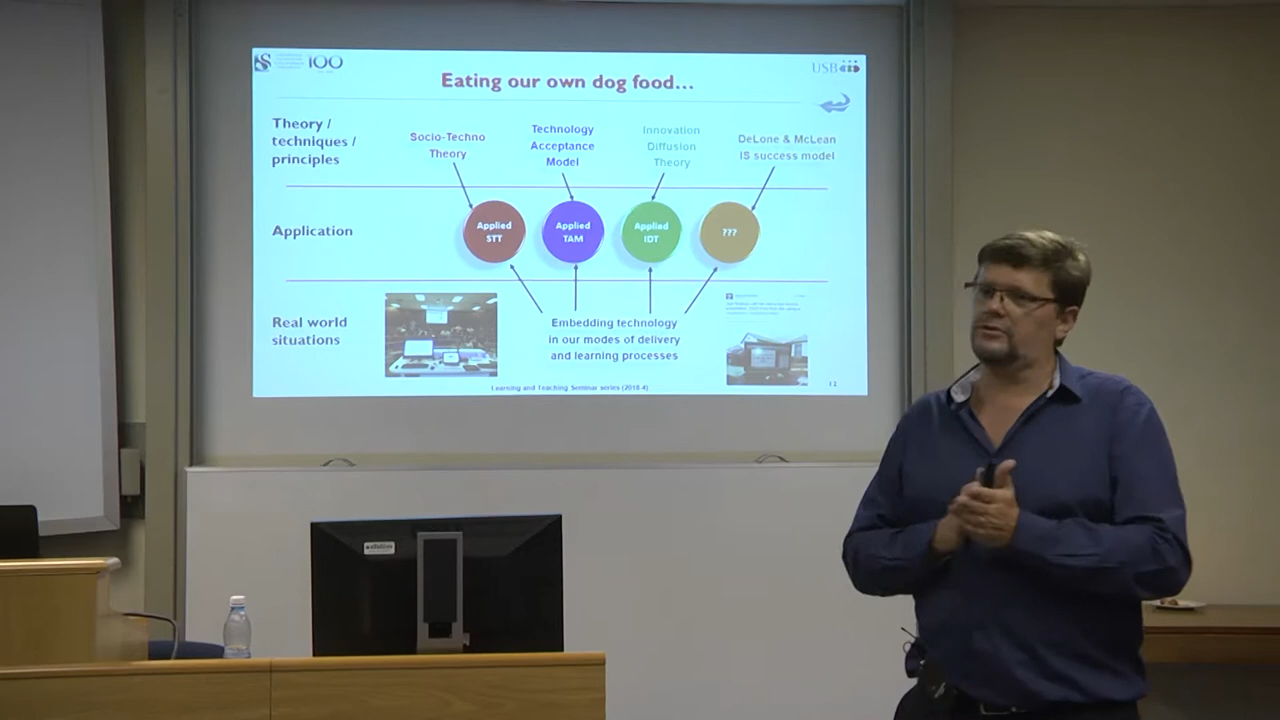 100
USB
Eating our own dog food...
Theory /
techniques /
principles
Socio-Techno
Theory
Technology
Acceptance
Model
Innovation
Diffusion
Theory
DeLone & McLean
IS success model
Application
Applied
STT
Applied
TAM
Applied
IDT
???
Real world
situations
Embedding technology
in our modes of delivery
and learning processes
Learning and Teaching Seminar series (2018-4)
12